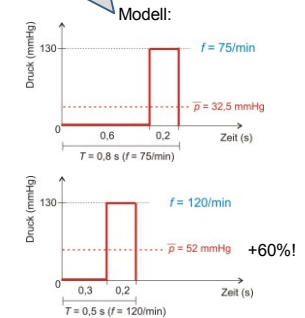 Modell:
Druck (mmHg)
130
f = 75/min
p̅ = 32,5 mmHg
0
0,6
0,2
Zeit (s)
T = 0,8 s (f = 75/min)
Druck (mmHg)
130
f = 120/min
p̅ = 52 mmHg
+60%!
0
0,3
0,2
Zeit (s)
T = 0,5 s (f = 120/min)